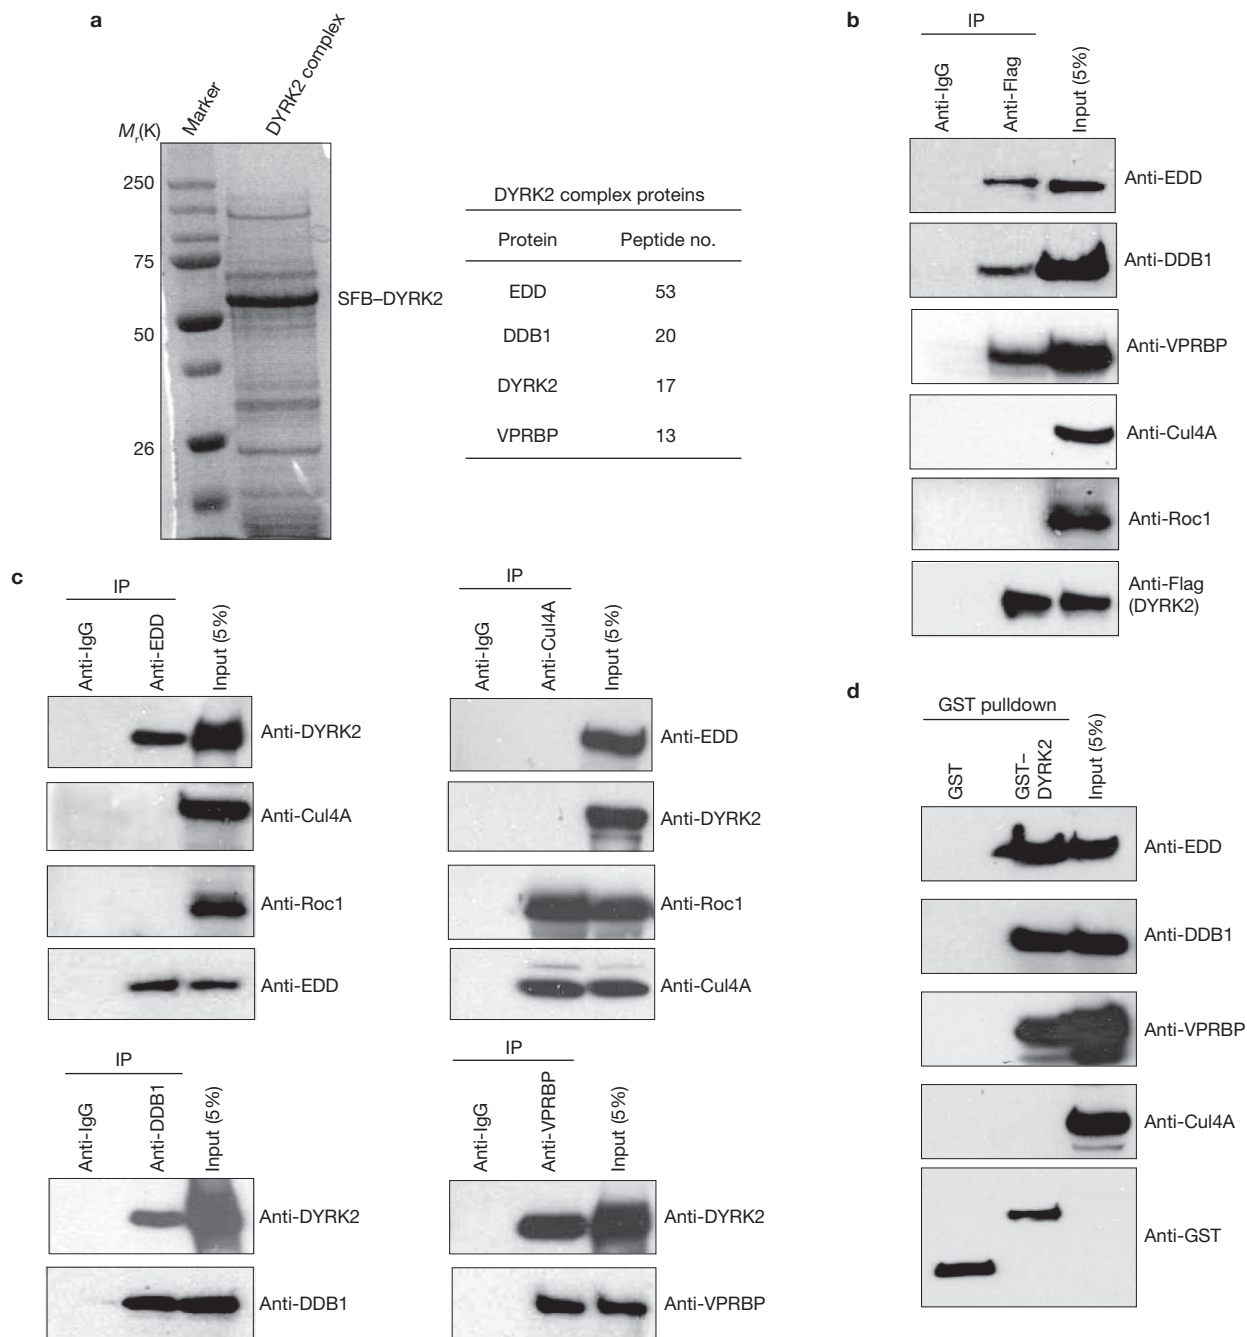 a
Marker
DYRK2 complex
Mr(K)
250
75
50
26
SFB–DYRK2
DYRK2 complex proteins
Protein Peptide no.
EDD 53
DDB1 20
DYRK2 17
VPRBP 13
b
IP
Anti-IgG
Anti-Flag
Input (5%)
Anti-EDD
Anti-DDB1
Anti-VPRBP
Anti-Cul4A
Anti-Roc1
Anti-Flag
(DYRK2)
c
IP
Anti-IgG
Anti-EDD
Input (5%)
Anti-DYRK2
Anti-Cul4A
Anti-Roc1
Anti-EDD
IP
Anti-IgG
Anti-Cul4A
Input (5%)
Anti-EDD
Anti-DYRK2
Anti-Roc1
Anti-Cul4A
IP
Anti-IgG
Anti-DDB1
Input (5%)
Anti-DYRK2
Anti-DDB1
IP
Anti-IgG
Anti-VPRBP
Input (5%)
Anti-DYRK2
Anti-VPRBP
d
GST pulldown
GST
GST–
DYRK2
Input (5%)
Anti-EDD
Anti-DDB1
Anti-VPRBP
Anti-Cul4A
Anti-GST